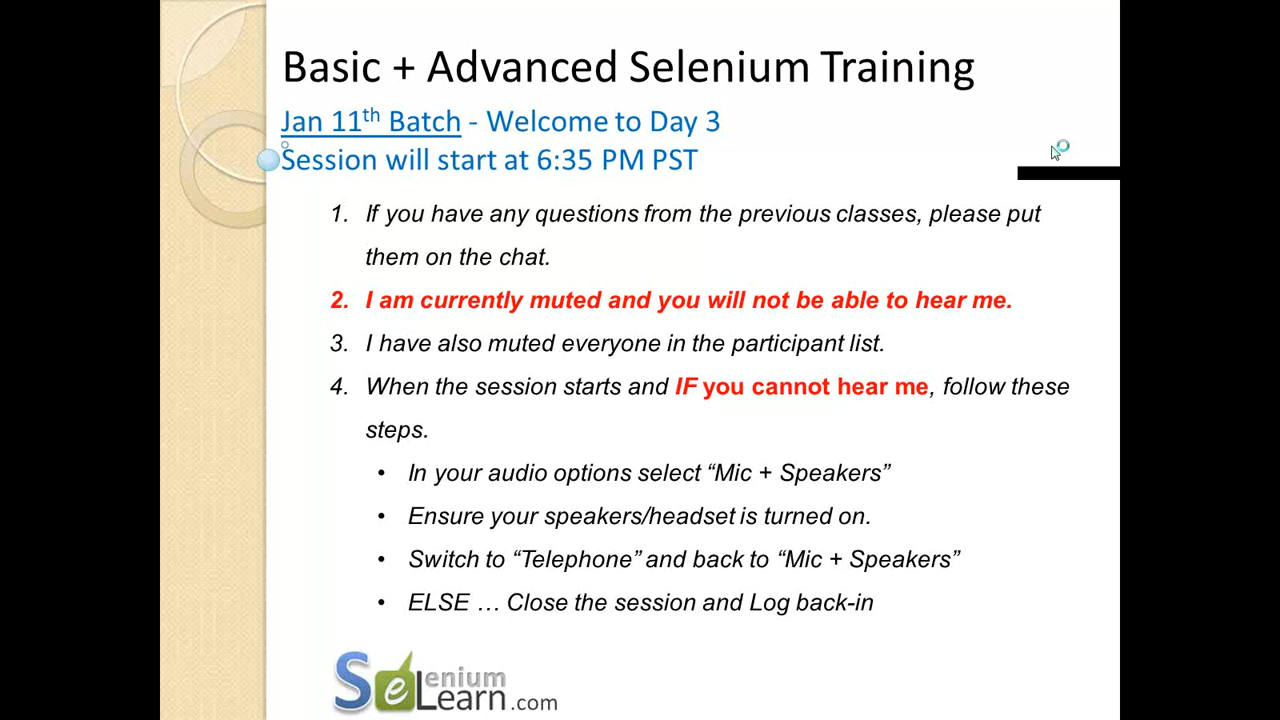 Basic + Advanced Selenium Training
Jan 11th Batch - Welcome to Day 3
Session will start at 6:35 PM PST
1. If you have any questions from the previous classes, please put
them on the chat.
2. I am currently muted and you will not be able to hear me.
3. I have also muted everyone in the participant list.
4. When the session starts and IF you cannot hear me, follow these
steps.
• In your audio options select “Mic + Speakers”
• Ensure your speakers/headset is turned on.
• Switch to “Telephone” and back to “Mic + Speakers”
• ELSE … Close the session and Log back-in
Selenium
Learn.com